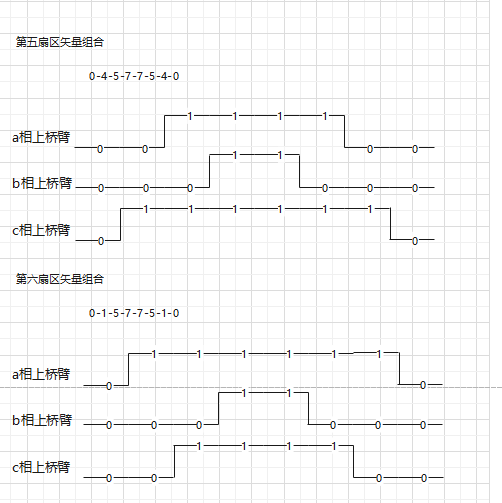 第五扇区矢量组合
0-4-5-7-7-5-4-0
a相上桥臂 0 0 1 1 1 1 0 0
b相上桥臂 0 0 0 1 1 0 0 0
c相上桥臂 0 1 1 1 1 1 1 0
第六扇区矢量组合
0-1-5-7-7-5-1-0
a相上桥臂 0 1 1 1 1 1 1 0
b相上桥臂 0 0 0 1 1 0 0 0
c相上桥臂 0 0 1 1 1 1 0 0